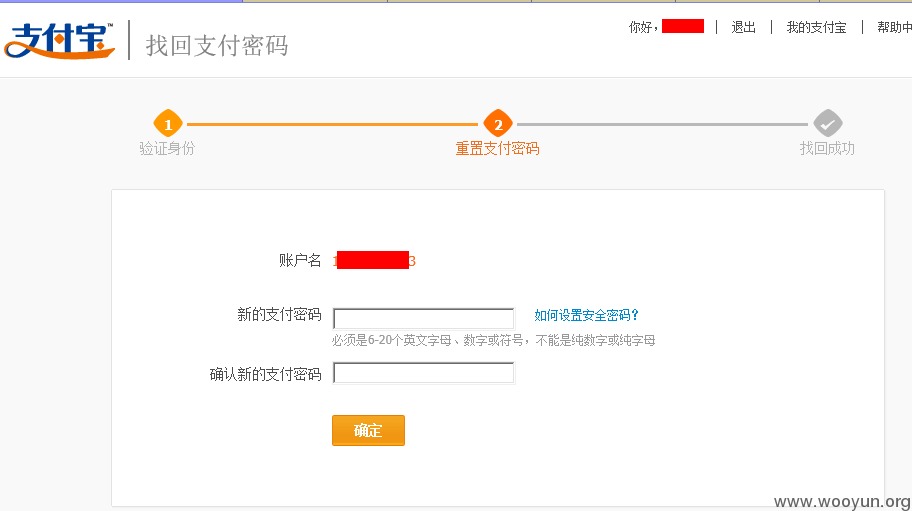 支付宝™ 找回支付密码
你好， | 退出 | 我的支付宝 | 帮助中
1 2
验证身份 重置支付密码 找回成功
账户名 1 3
新的支付密码 如何设置安全密码?
必须是6-20个英文字母、数字或符号，不能是纯数字或纯字母
确认新的支付密码
确定
www.wooyun.org